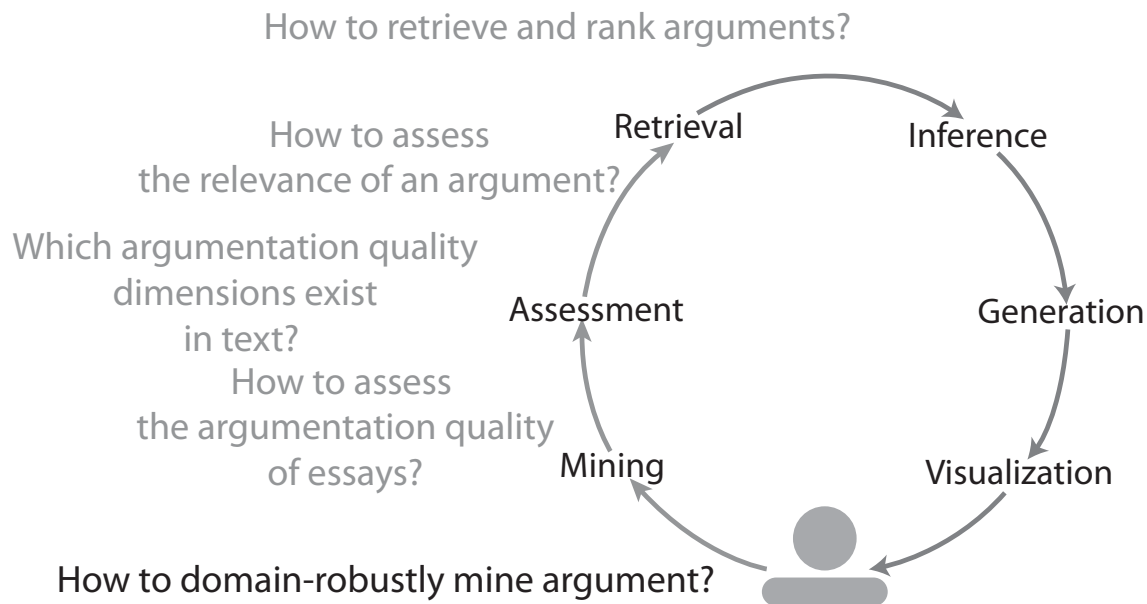 How to retrieve and rank arguments?
Retrieval
Inference
How to assess
the relevance of an argument?
Which argumentation quality
dimensions exist
in text?
Assessment
Generation
How to assess
the argumentation quality
of essays?
Mining
Visualization
How to domain-robustly mine argument?